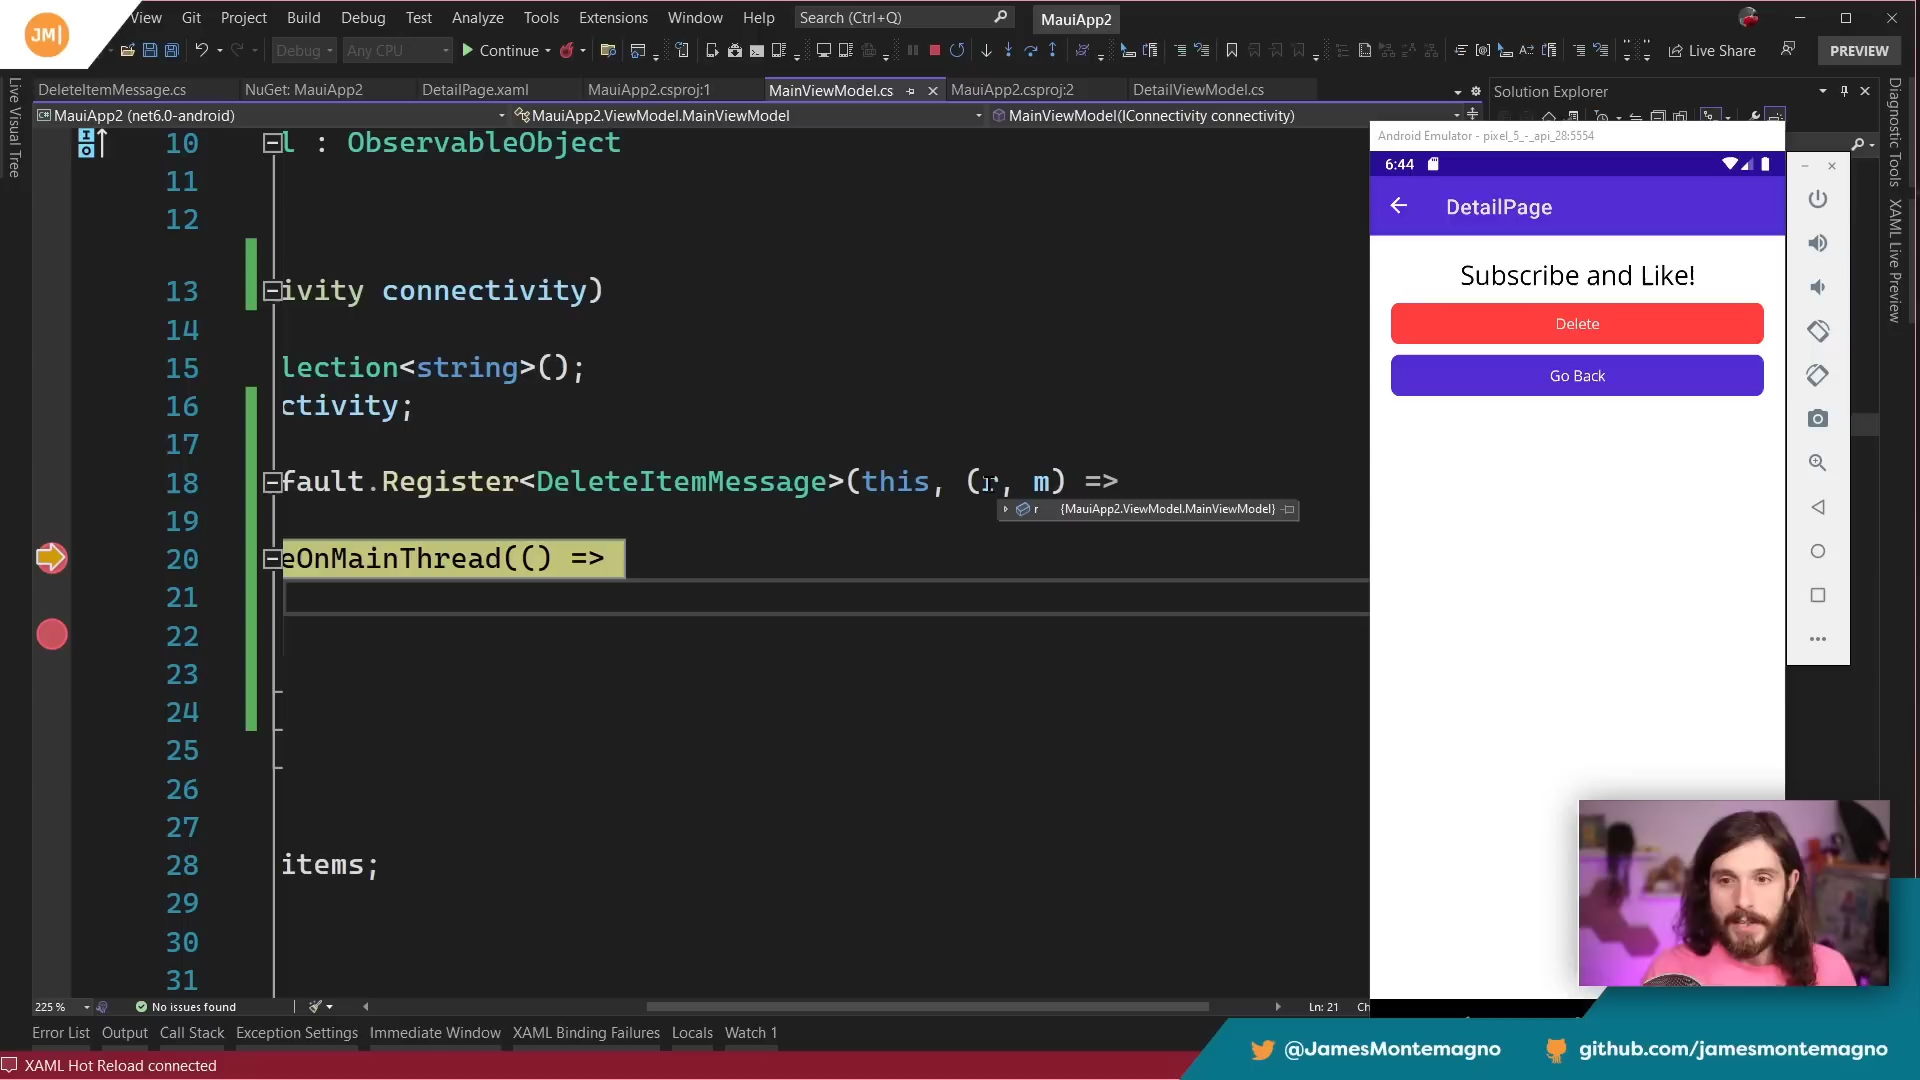 JM|
View Git Project Build Debug Test Analyze Tools Extensions Window Help Search (Ctrl+Q) MauiApp2
Debug Any CPU Continue Live Share PREVIEW
DeleteItemMessage.cs NuGet: MauiApp2 DetailPage.xaml MauiApp2.csproj:1 MainViewModel.cs MauiApp2.csproj:2 DetailViewModel.cs
MauiApp2 (net6.0-android) MauiApp2.ViewModel.MainViewModel MainViewModel(IConnectivity connectivity)
Live Visual Tree
10 l : ObservableObject
11
12
13 ivity connectivity)
14
15 lection<string>();
16 ctivity;
17
18 fault.Register<DeleteItemMessage>(this, (r, m) =>
r {MauiApp2.ViewModel.MainViewModel}
19
20 eOnMainThread(() =>
21
22
23
24
25
26
27
28 items;
29
30
31
225 % No issues found Ln: 21
Error List Output Call Stack Exception Settings Immediate Window XAML Binding Failures Locals Watch 1
XAML Hot Reload connected
Solution Explorer
Diagnostic Tools
XAML Live Preview
Android Emulator - pixel_5_-_api_28:5554
6:44
DetailPage
Subscribe and Like!
Delete
Go Back
@JamesMontemagno github.com/jamesmontemagno